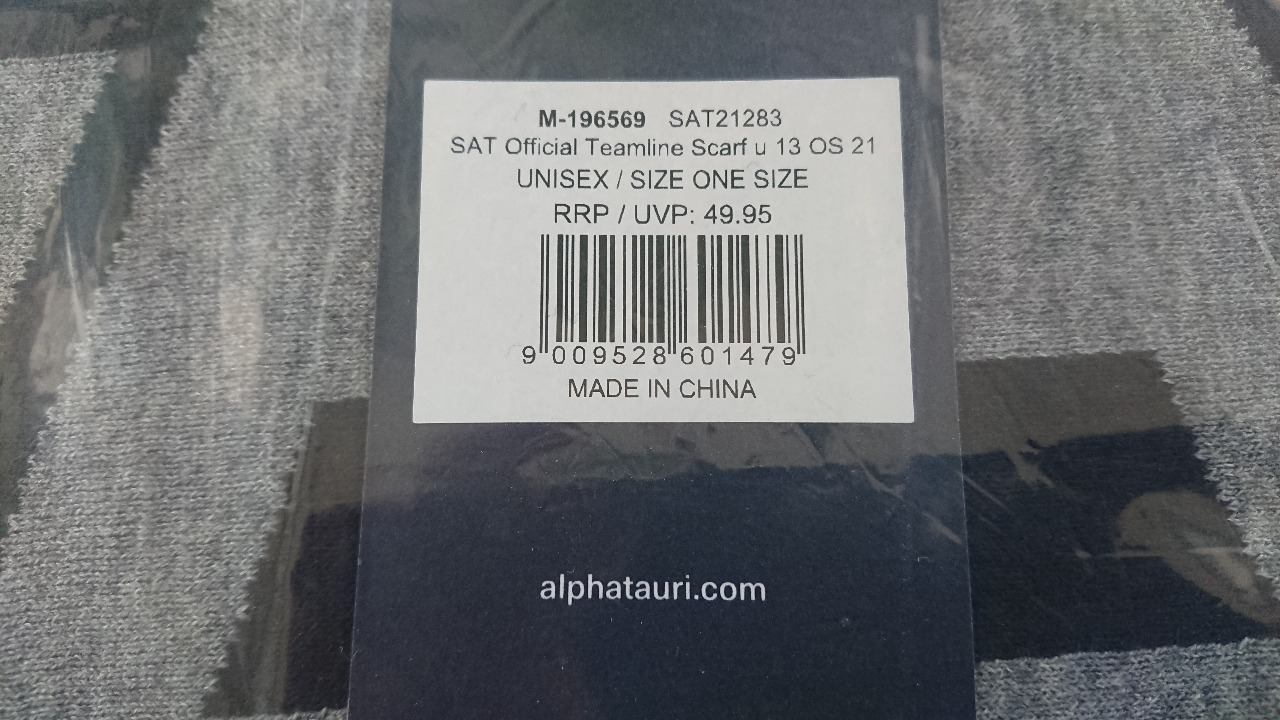 M-196569 SAT21283
SAT Official Teamline Scarf u 13 OS 21
UNISEX / SIZE ONE SIZE
RRP / UVP: 49.95
9 009528 601479
MADE IN CHINA
alphatauri.com